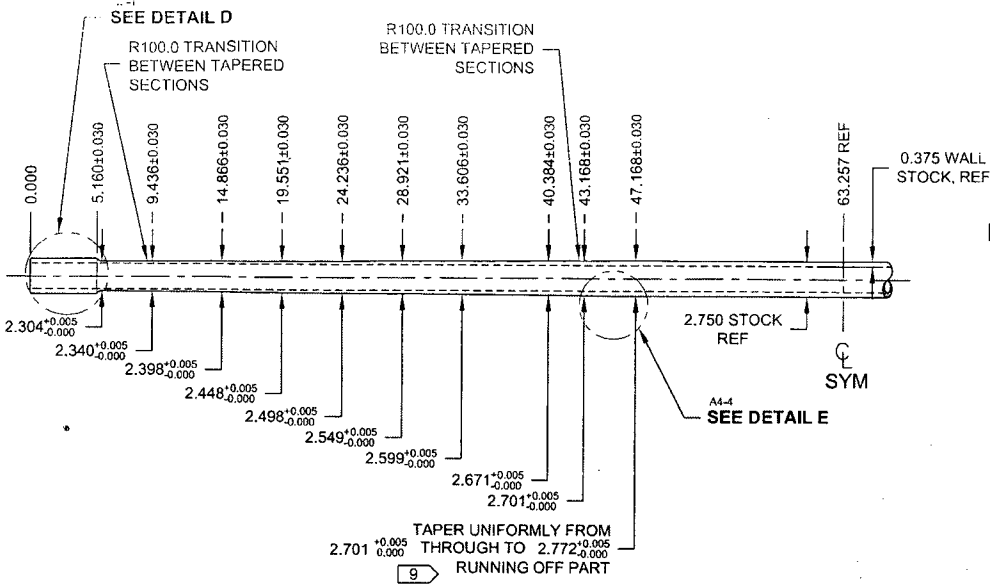 SEE DETAIL D
R100.0 TRANSITION
BETWEEN TAPERED
SECTIONS
R100.0 TRANSITION
BETWEEN TAPERED
SECTIONS
0.000
5.160±0.030
9.436±0.030
14.866±0.030
19.551±0.030
24.236±0.030
28.921±0.030
33.606±0.030
40.384±0.030
43.168±0.030
47.168±0.030
63.257 REF
0.375 WALL
STOCK, REF
2.304 +0.005 -0.000
2.340 +0.005 -0.000
2.398 +0.005 -0.000
2.448 +0.005 -0.000
2.498 +0.005 -0.000
2.549 +0.005 -0.000
2.599 +0.005 -0.000
2.671 +0.005 -0.000
2.701 +0.005 -0.000
2.750 STOCK
REF
CL
SYM
A4-4
SEE DETAIL E
TAPER UNIFORMLY FROM
2.701 +0.005 0.000 THROUGH TO 2.772 +0.005 -0.000
RUNNING OFF PART
9